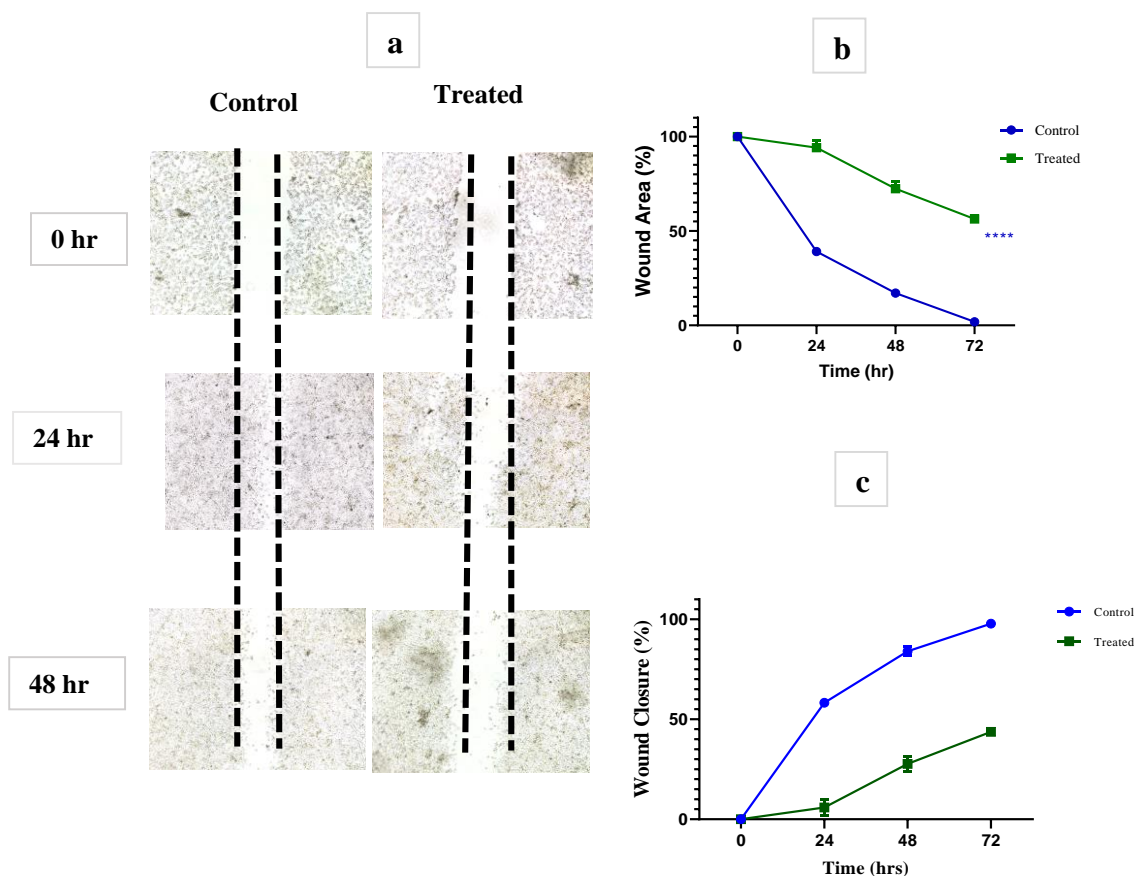 a
Control
Treated
0 hr
24 hr
48 hr
b
100
50
0
Wound Area (%)
0 24 48 72
Time (hr)
Control
Treated
****
c
100
50
0
Wound Closure (%)
0 24 48 72
Time (hrs)
Control
Treated